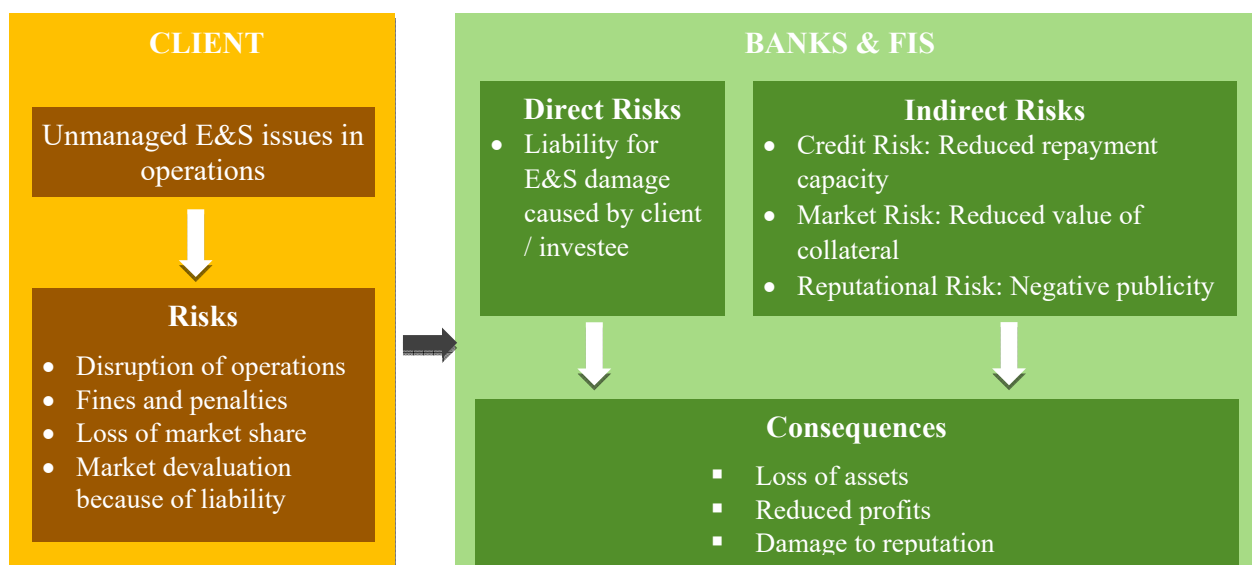 CLIENT
Unmanaged E&S issues in
operations
Risks
• Disruption of operations
• Fines and penalties
• Loss of market share
• Market devaluation
because of liability
BANKS & FIS
Direct Risks
• Liability for
E&S damage
caused by client
/ investee
Indirect Risks
• Credit Risk: Reduced repayment
capacity
• Market Risk: Reduced value of
collateral
• Reputational Risk: Negative publicity
Consequences
▪ Loss of assets
▪ Reduced profits
▪ Damage to reputation